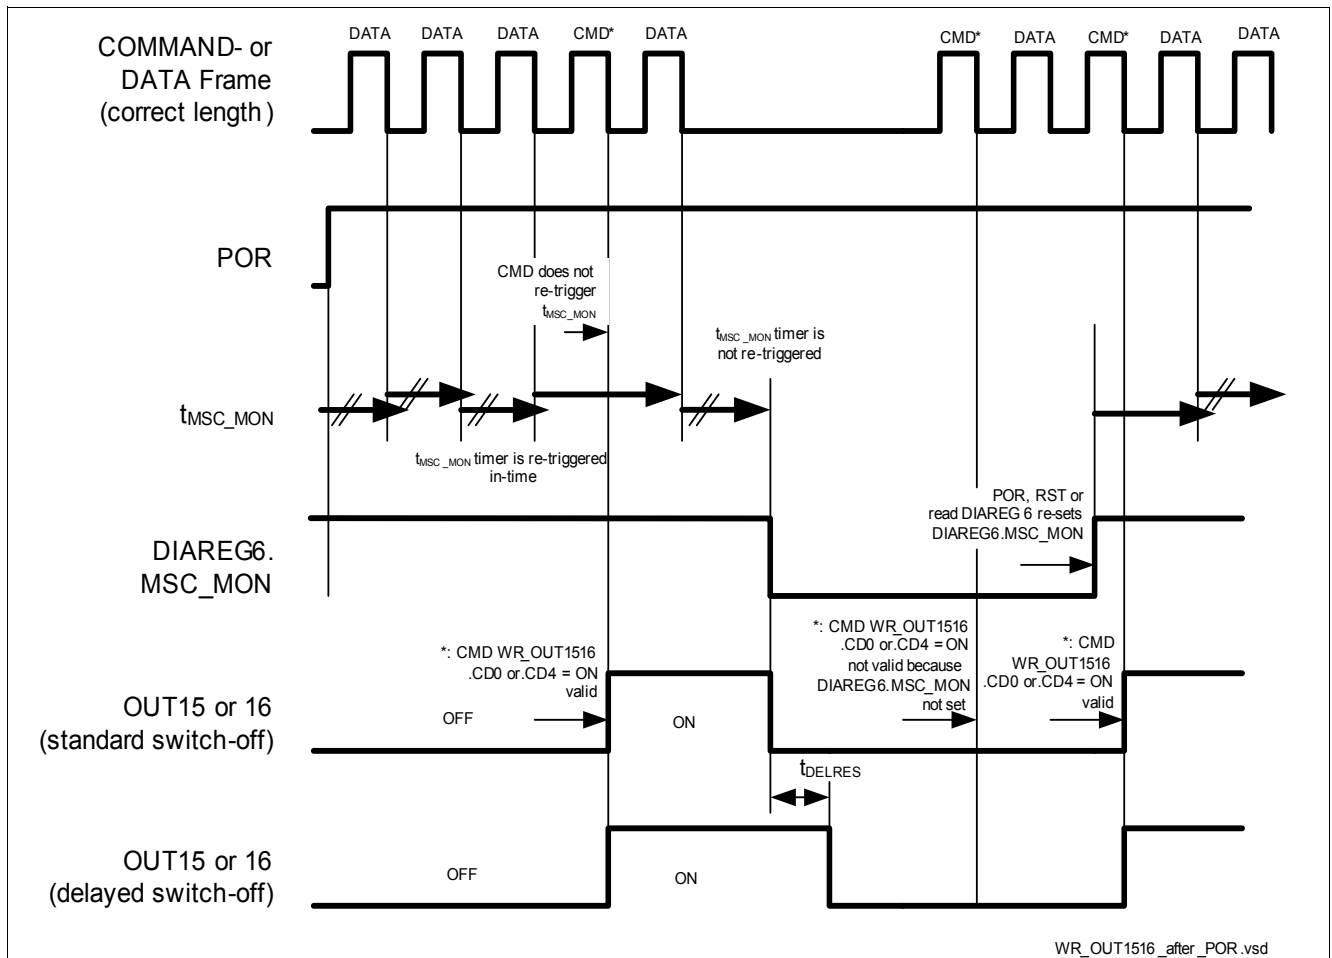 COMMAND- or
DATA Frame
(correct length)
DATA DATA DATA CMD* DATA CMD* DATA CMD* DATA DATA
POR
CMD does not
re-trigger
tMSC_MON
tMSC_MON timer is
not re-triggered
tMSC_MON
tMSC_MON timer is re-triggered
in-time
POR, RST or
read DIAREG 6 re-sets
DIAREG6.MSC_MON
DIAREG6.
MSC_MON
*: CMD WR_OUT1516
.CD0 or.CD4 = ON
valid
*: CMD WR_OUT1516
.CD0 or.CD4 = ON
not valid because
DIAREG6.MSC_MON
not set
*: CMD
WR_OUT1516
.CD0 or.CD4 = ON
valid
OUT15 or 16
(standard switch-off)
OFF
ON
tDELRES
OUT15 or 16
(delayed switch-off)
OFF
ON
WR_OUT1516_after_POR.vsd